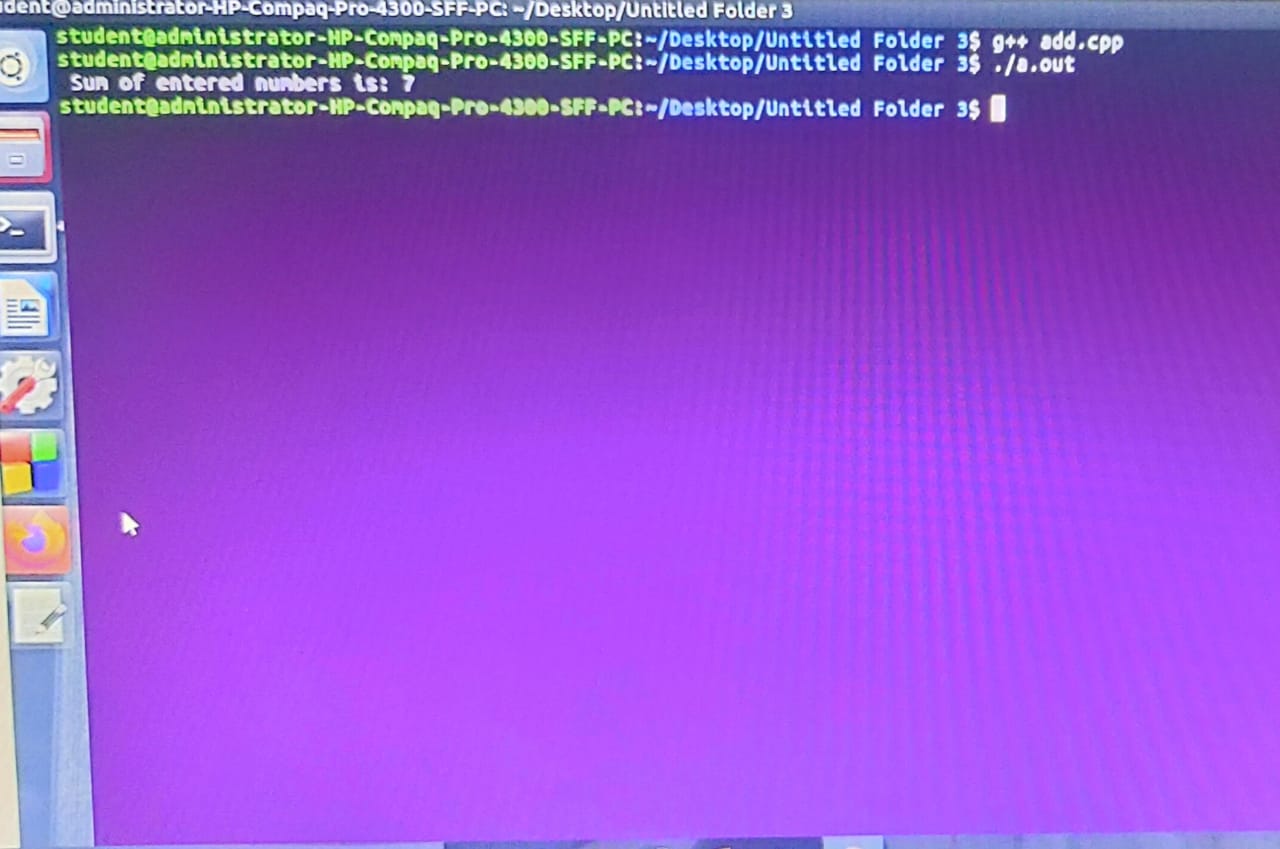 dent@administrator-HP-Compaq-Pro-4300-SFF-PC: ~/Desktop/Untitled Folder 3
student@administrator-HP-Compaq-Pro-4300-SFF-PC:~/Desktop/Untitled Folder 3$ g++ add.cpp
student@administrator-HP-Compaq-Pro-4300-SFF-PC:~/Desktop/Untitled Folder 3$ ./a.out
Sum of entered numbers is: 7
student@administrator-HP-Compaq-Pro-4300-SFF-PC:~/Desktop/Untitled Folder 3$